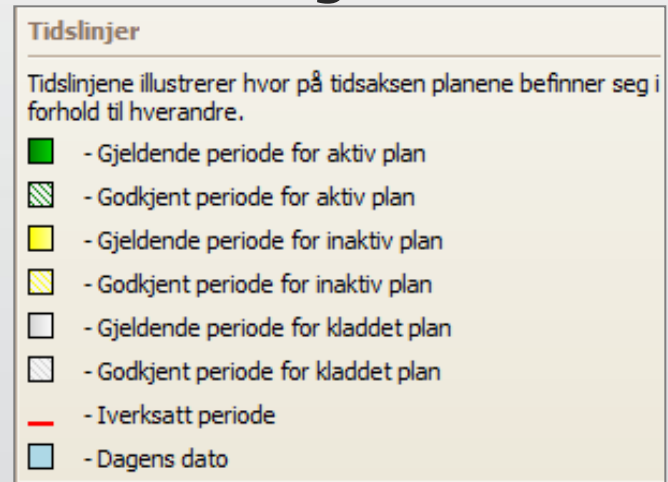 Tidslinjer
Tidslinjene illustrerer hvor på tidsaksen planene befinner seg i
forhold til hverandre.
- Gjeldende periode for aktiv plan
- Godkjent periode for aktiv plan
- Gjeldende periode for inaktiv plan
- Godkjent periode for inaktiv plan
- Gjeldende periode for kladdet plan
- Godkjent periode for kladdet plan
- Iverksatt periode
- Dagens dato